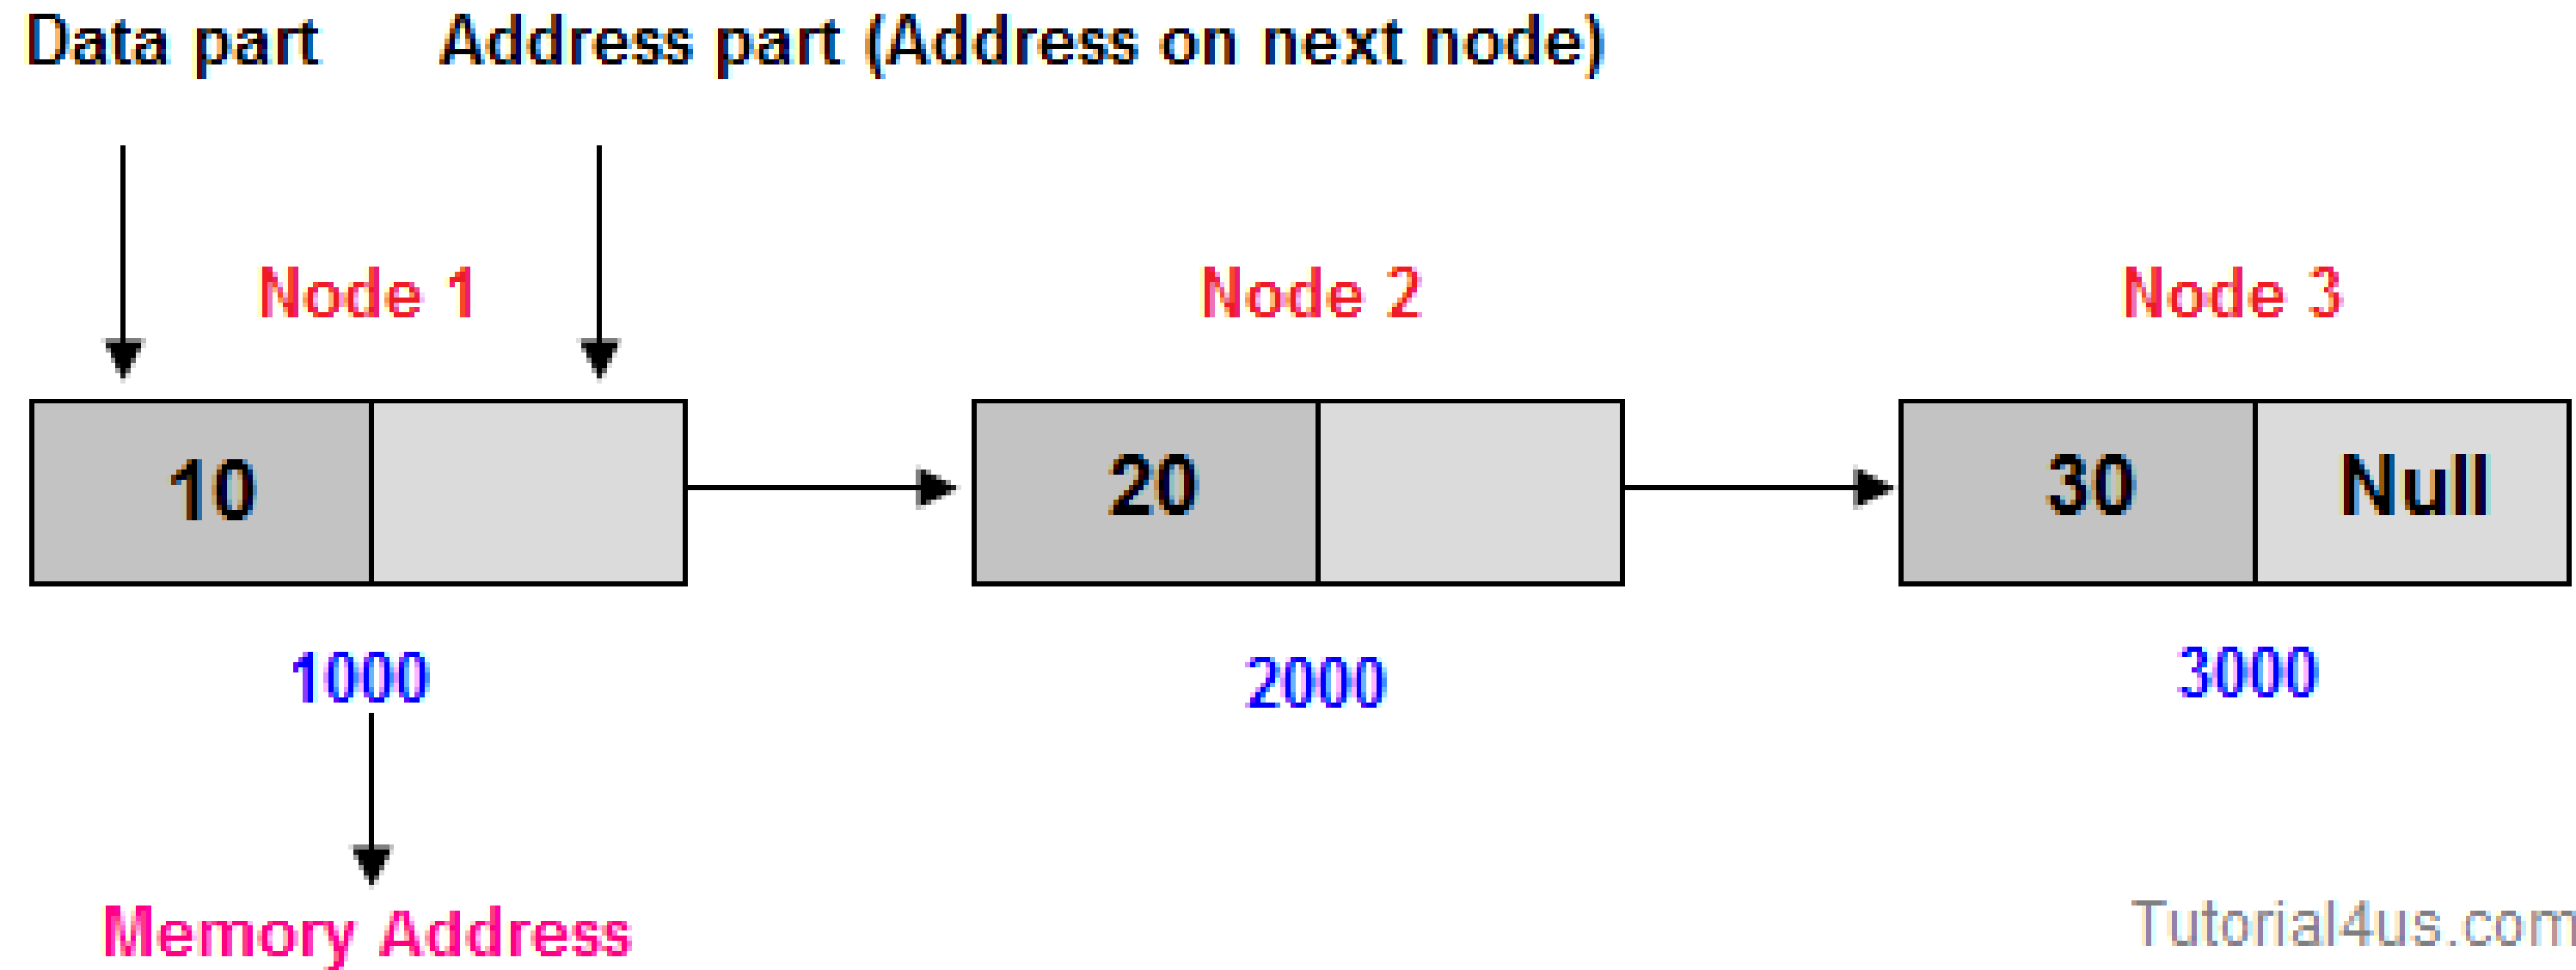 Data part Address part (Address on next node)
Node 1 Node 2 Node 3
10 20 30 Null
1000 2000 3000
Memory Address
Tutorial4us.com